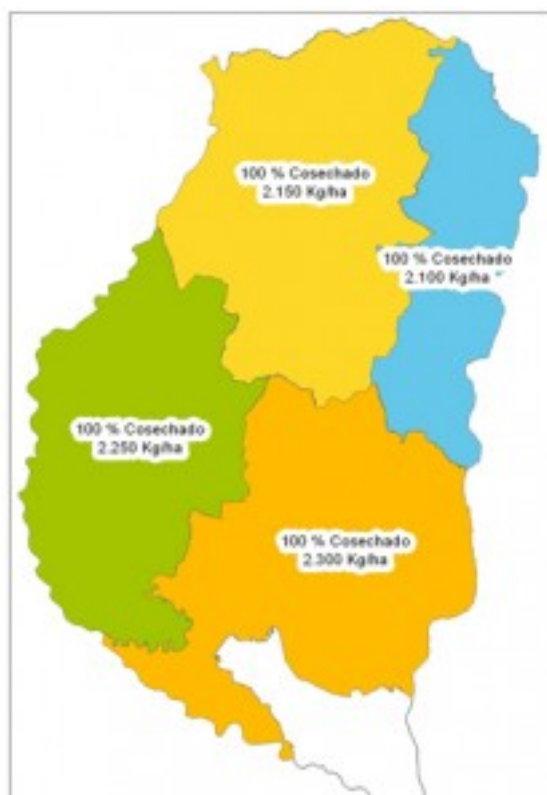 100 % Cosechado
2.150 Kg/ha
100 % Cosechado
2.100 Kg/ha
100 % Cosechado
2.250 Kg/ha
100 % Cosechado
2.300 Kg/ha